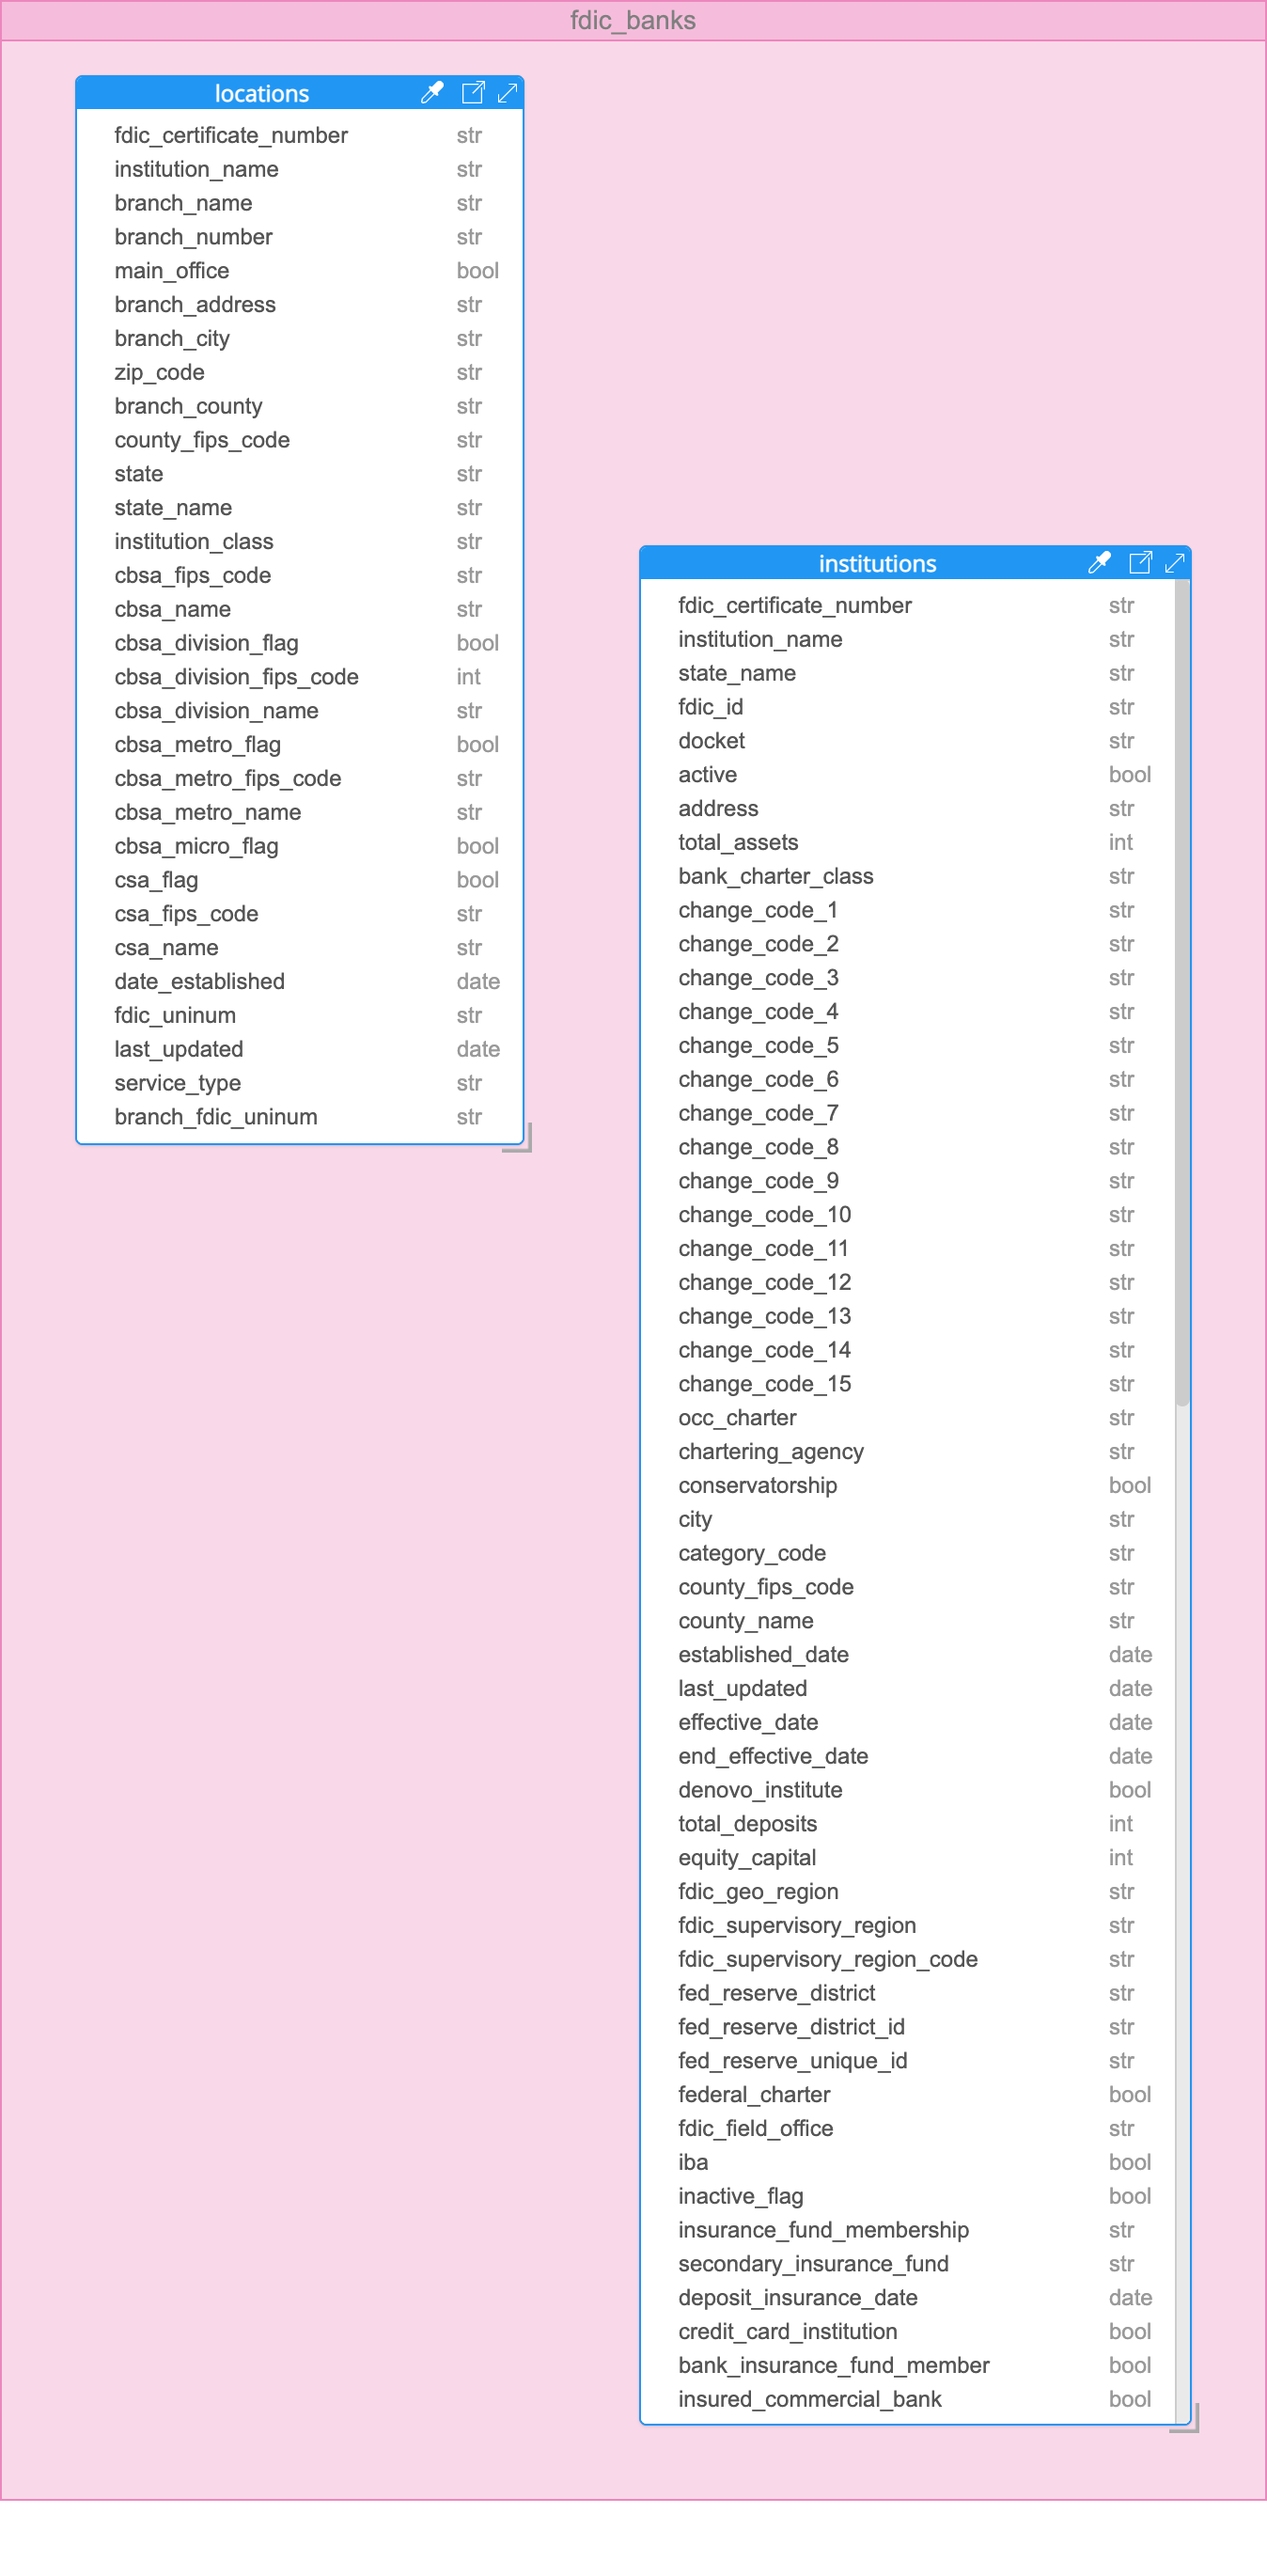 fdic_banks
locations
fdic_certificate_number str
institution_name str
branch_name str
branch_number str
main_office bool
branch_address str
branch_city str
zip_code str
branch_county str
county_fips_code str
state str
state_name str
institution_class str
cbsa_fips_code str
cbsa_name str
cbsa_division_flag bool
cbsa_division_fips_code int
cbsa_division_name str
cbsa_metro_flag bool
cbsa_metro_fips_code str
cbsa_metro_name str
cbsa_micro_flag bool
csa_flag bool
csa_fips_code str
csa_name str
date_established date
fdic_uninum str
last_updated date
service_type str
branch_fdic_uninum str
institutions
fdic_certificate_number str
institution_name str
state_name str
fdic_id str
docket str
active bool
address str
total_assets int
bank_charter_class str
change_code_1 str
change_code_2 str
change_code_3 str
change_code_4 str
change_code_5 str
change_code_6 str
change_code_7 str
change_code_8 str
change_code_9 str
change_code_10 str
change_code_11 str
change_code_12 str
change_code_13 str
change_code_14 str
change_code_15 str
occ_charter str
chartering_agency str
conservatorship bool
city str
category_code str
county_fips_code str
county_name str
established_date date
last_updated date
effective_date date
end_effective_date date
denovo_institute bool
total_deposits int
equity_capital int
fdic_geo_region str
fdic_supervisory_region str
fdic_supervisory_region_code str
fed_reserve_district str
fed_reserve_district_id str
fed_reserve_unique_id str
federal_charter bool
fdic_field_office str
iba bool
inactive_flag bool
insurance_fund_membership str
secondary_insurance_fund str
deposit_insurance_date date
credit_card_institution bool
bank_insurance_fund_member bool
insured_commercial_bank bool